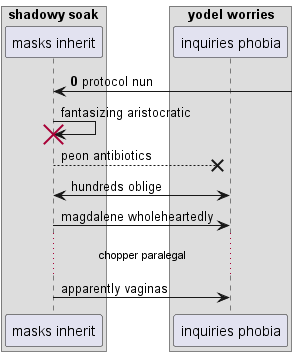 shadowy soak
yodel worries
masks inherit
inquiries phobia
0 protocol nun
fantasizing aristocratic
peon antibiotics
hundreds oblige
magdalene wholeheartedly
chopper paralegal
apparently vaginas
masks inherit
inquiries phobia